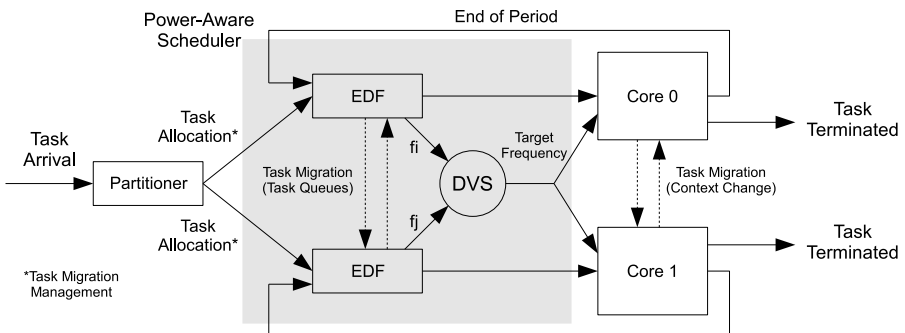 Power-Aware
Scheduler
End of Period
EDF
Core 0
Task
Allocation*
Task
Terminated
Task
Arrival
fi
Target
Frequency
Partitioner
Task Migration
(Task Queues)
DVS
Task Migration
(Context Change)
Task
Allocation*
fj
Task
Terminated
EDF
Core 1
*Task Migration
Management